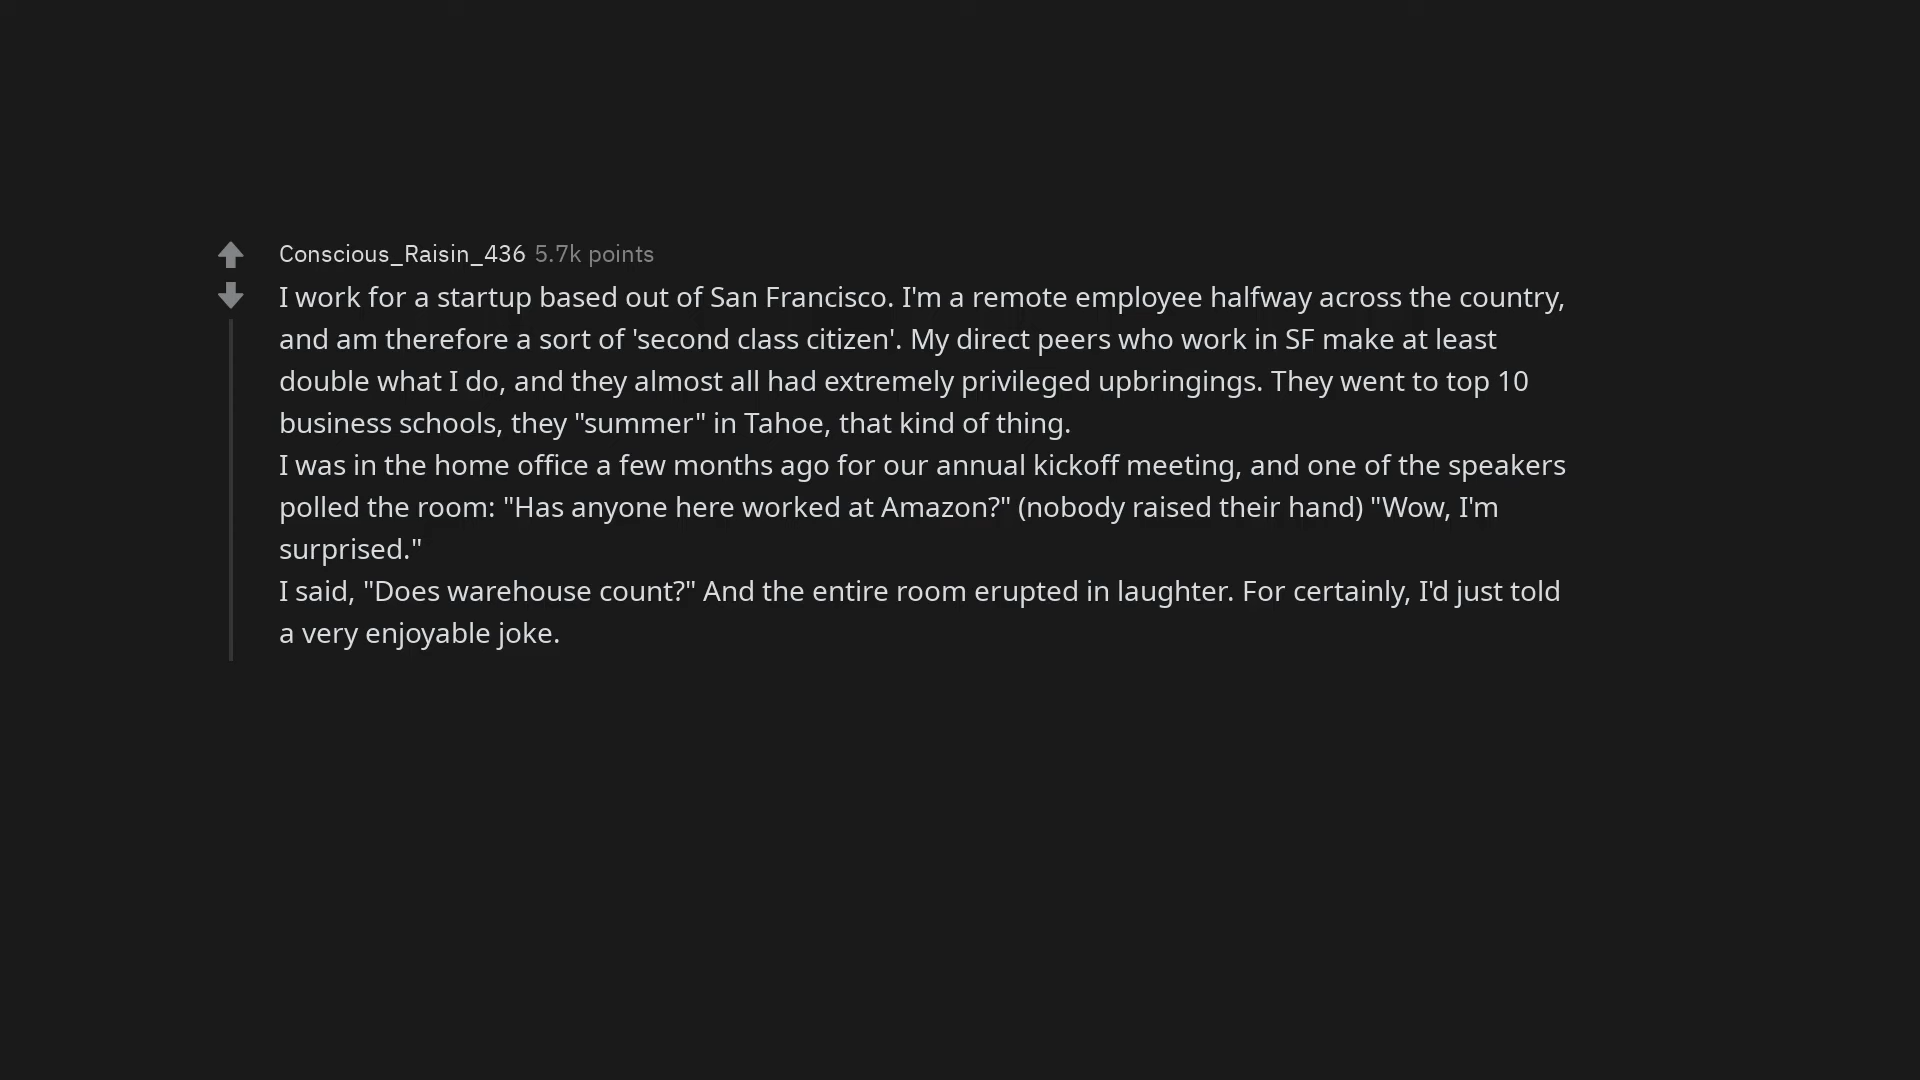 Conscious_Raisin_436 5.7k points
I work for a startup based out of San Francisco. I'm a remote employee halfway across the country,
and am therefore a sort of 'second class citizen'. My direct peers who work in SF make at least
double what I do, and they almost all had extremely privileged upbringings. They went to top 10
business schools, they "summer" in Tahoe, that kind of thing.
I was in the home office a few months ago for our annual kickoff meeting, and one of the speakers
polled the room: "Has anyone here worked at Amazon?" (nobody raised their hand) "Wow, I'm
surprised."
I said, "Does warehouse count?" And the entire room erupted in laughter. For certainly, I'd just told
a very enjoyable joke.